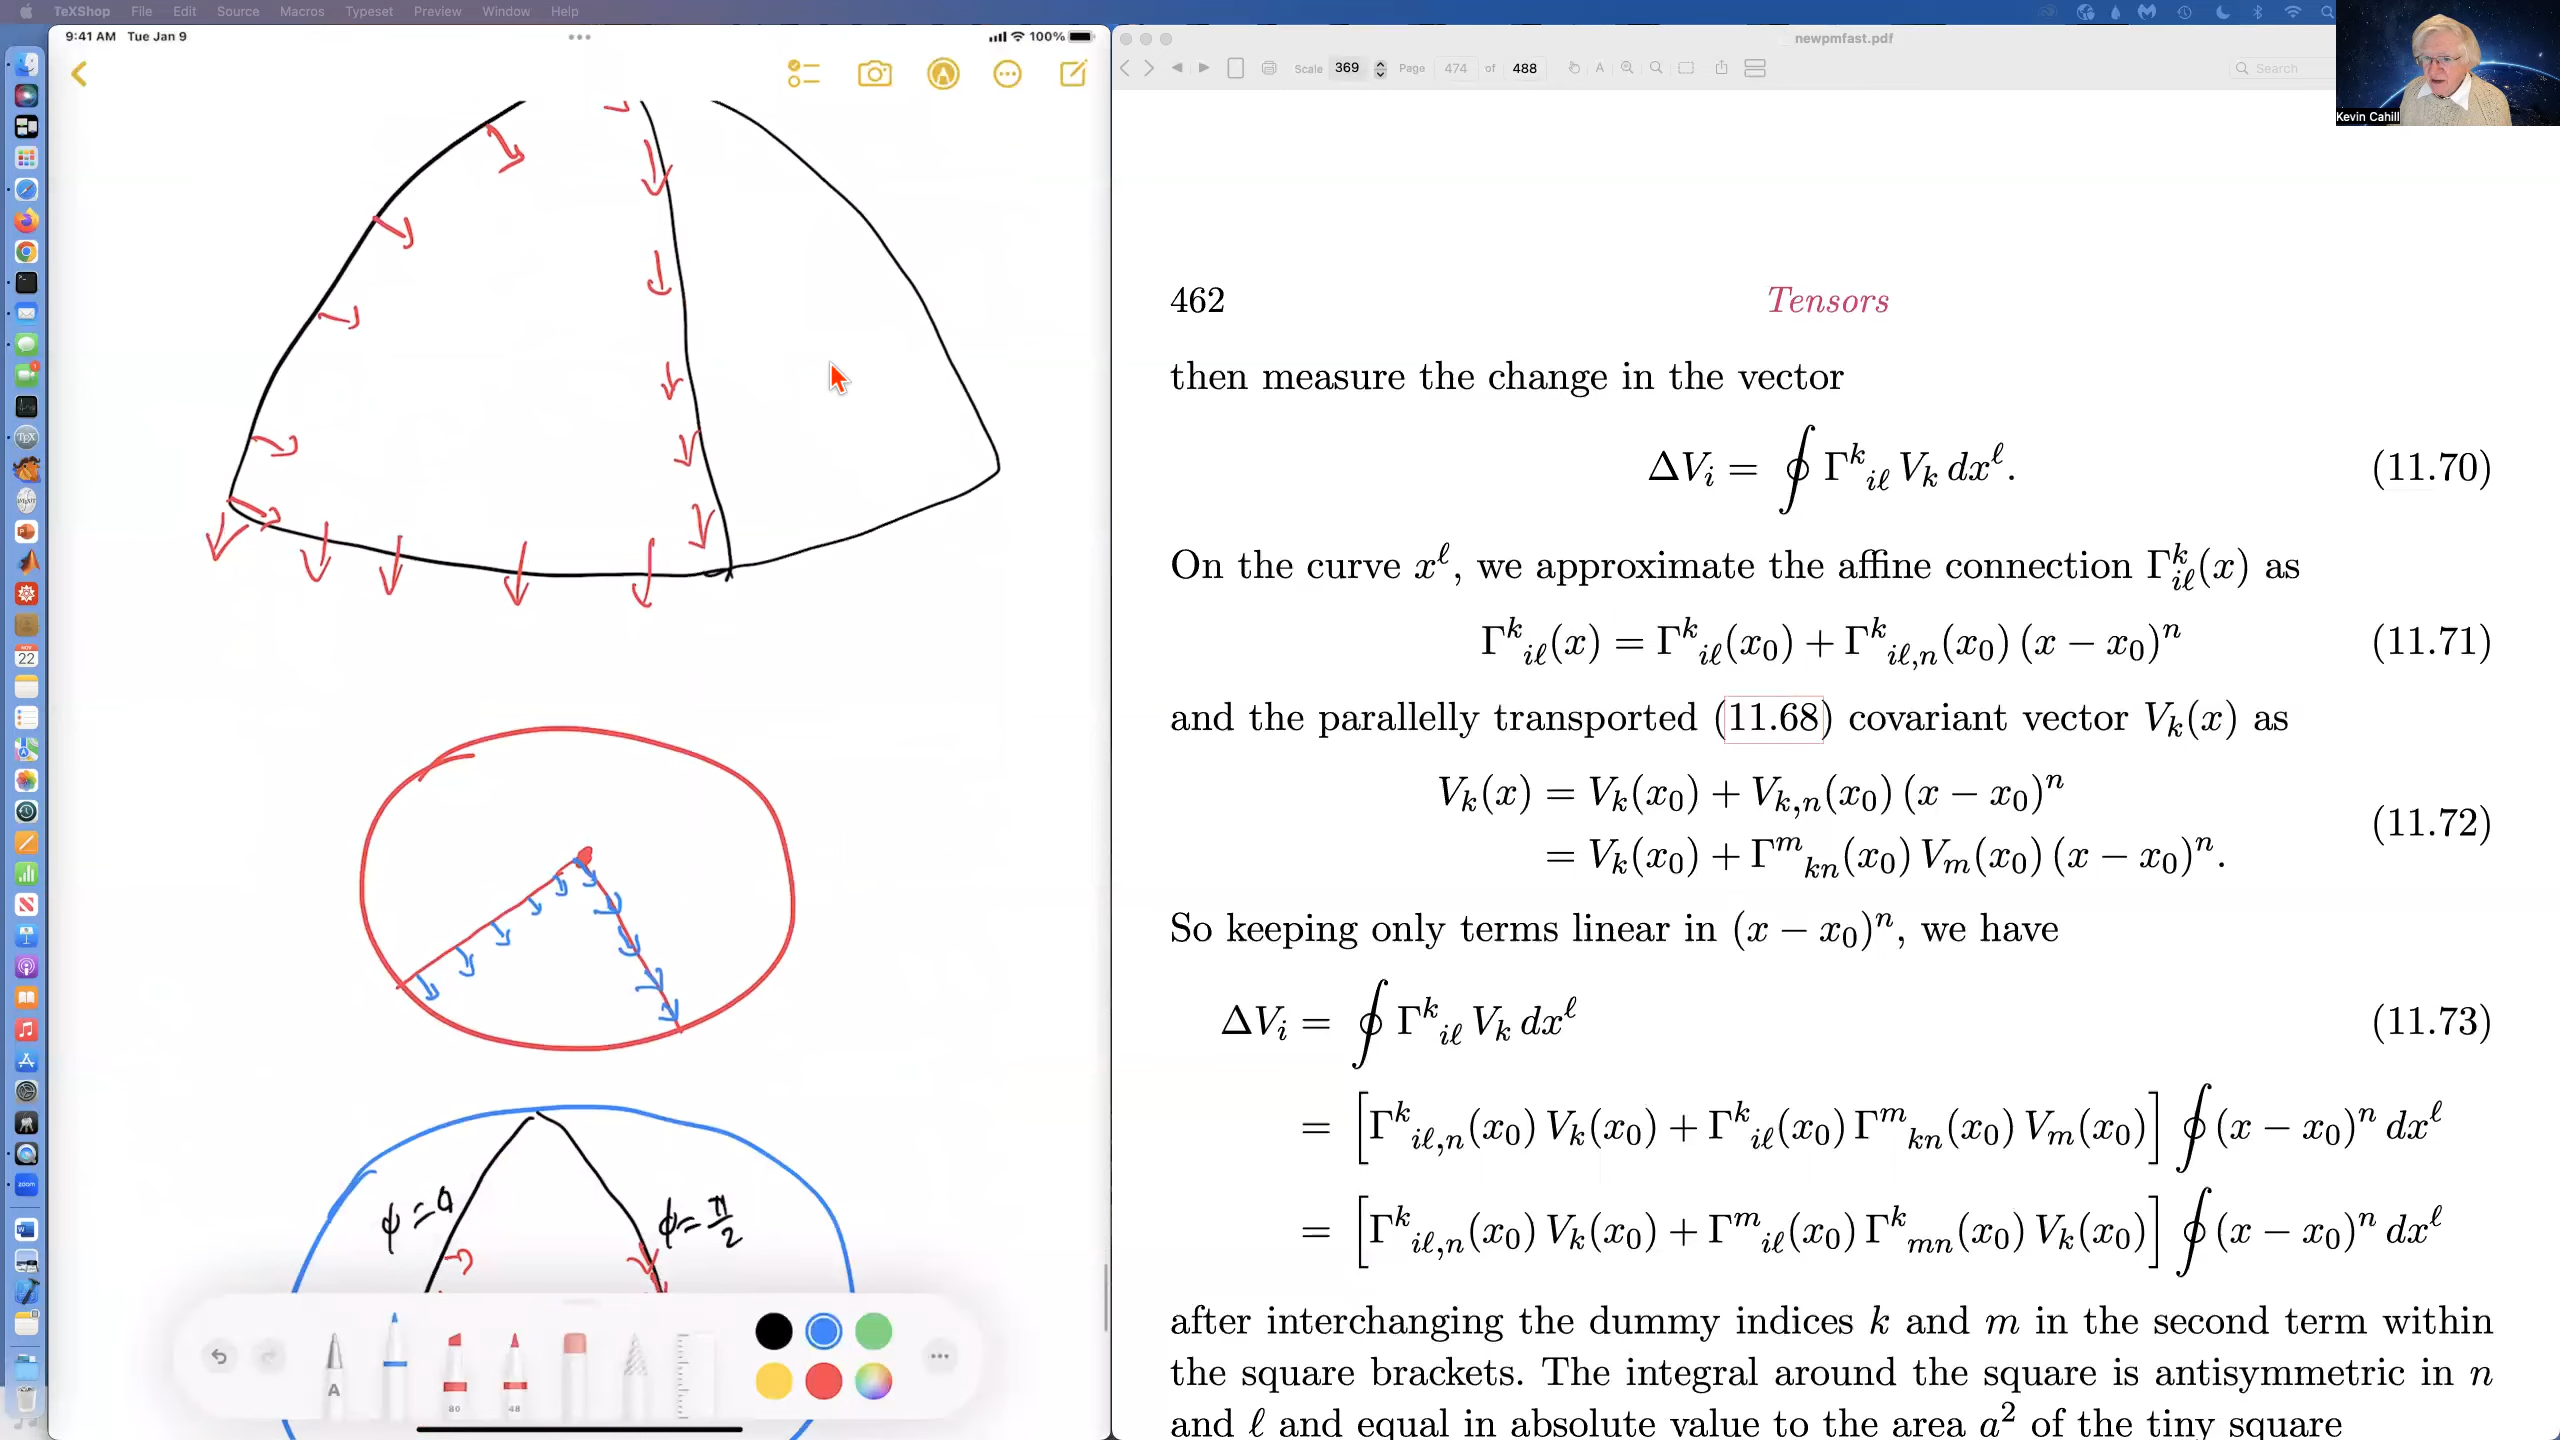 TeXShop File Edit Source Macros Typeset Preview Window Help
9:41 AM Tue Jan 9
100%
newpmfast.pdf
Scale 369 Page 474 of 488
Search
Kevin Cahill
462 Tensors
then measure the change in the vector
ΔV_i = ∮ Γ^k_{iℓ} V_k dx^ℓ. (11.70)
On the curve x^ℓ, we approximate the affine connection Γ^k_{iℓ}(x) as
Γ^k_{iℓ}(x) = Γ^k_{iℓ}(x_0) + Γ^k_{iℓ,n}(x_0) (x − x_0)^n (11.71)
and the parallelly transported (11.68) covariant vector V_k(x) as
V_k(x) = V_k(x_0) + V_{k,n}(x_0) (x − x_0)^n
= V_k(x_0) + Γ^m_{kn}(x_0) V_m(x_0) (x − x_0)^n. (11.72)
So keeping only terms linear in (x − x_0)^n, we have
ΔV_i = ∮ Γ^k_{iℓ} V_k dx^ℓ (11.73)
= [Γ^k_{iℓ,n}(x_0) V_k(x_0) + Γ^k_{iℓ}(x_0) Γ^m_{kn}(x_0) V_m(x_0)] ∮ (x − x_0)^n dx^ℓ
= [Γ^k_{iℓ,n}(x_0) V_k(x_0) + Γ^m_{iℓ}(x_0) Γ^k_{mn}(x_0) V_k(x_0)] ∮ (x − x_0)^n dx^ℓ
after interchanging the dummy indices k and m in the second term within
the square brackets. The integral around the square is antisymmetric in n
and ℓ and equal in absolute value to the area a^2 of the tiny square
ϕ = π/2
A
80
48
NOV
22
zoom